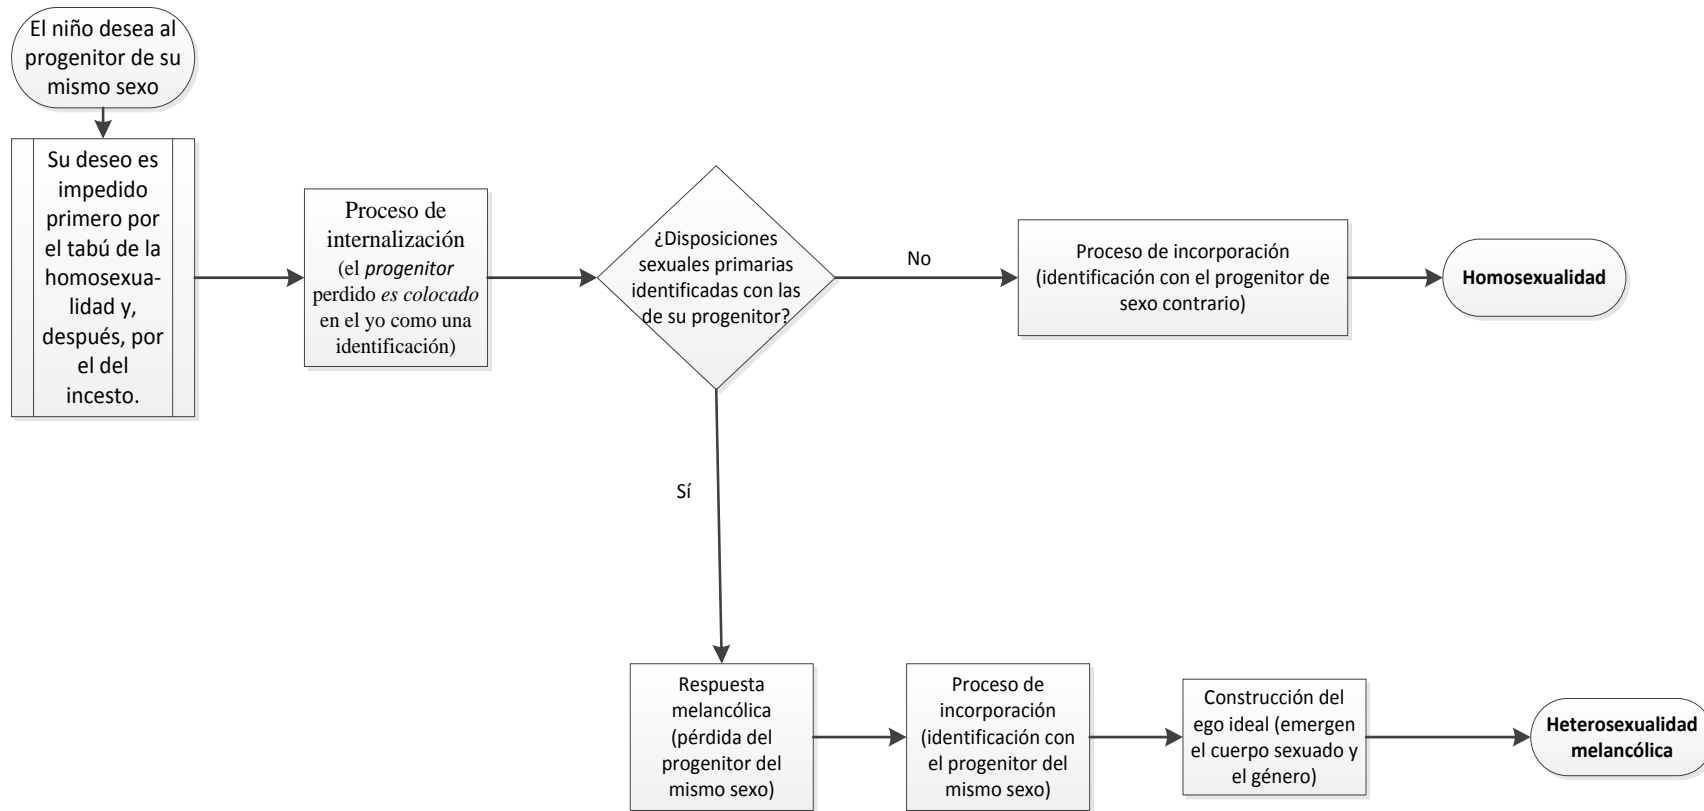 El niño desea al
progenitor de su
mismo sexo
Su deseo es
impedido
primero por
el tabú de la
homosexua-
lidad y,
después, por
el del
incesto.
Proceso de
internalización
(el progenitor
perdido es colocado
en el yo como una
identificación)
¿Disposiciones
sexuales primarias
identificadas con las
de su progenitor?
No
Proceso de incorporación
(identificación con el progenitor de
sexo contrario)
Homosexualidad
Sí
Respuesta
melancólica
(pérdida del
progenitor del
mismo sexo)
Proceso de
incorporación
(identificación con
el progenitor del
mismo sexo)
Construcción del
ego ideal (emergen
el cuerpo sexuado y
el género)
Heterosexualidad
melancólica